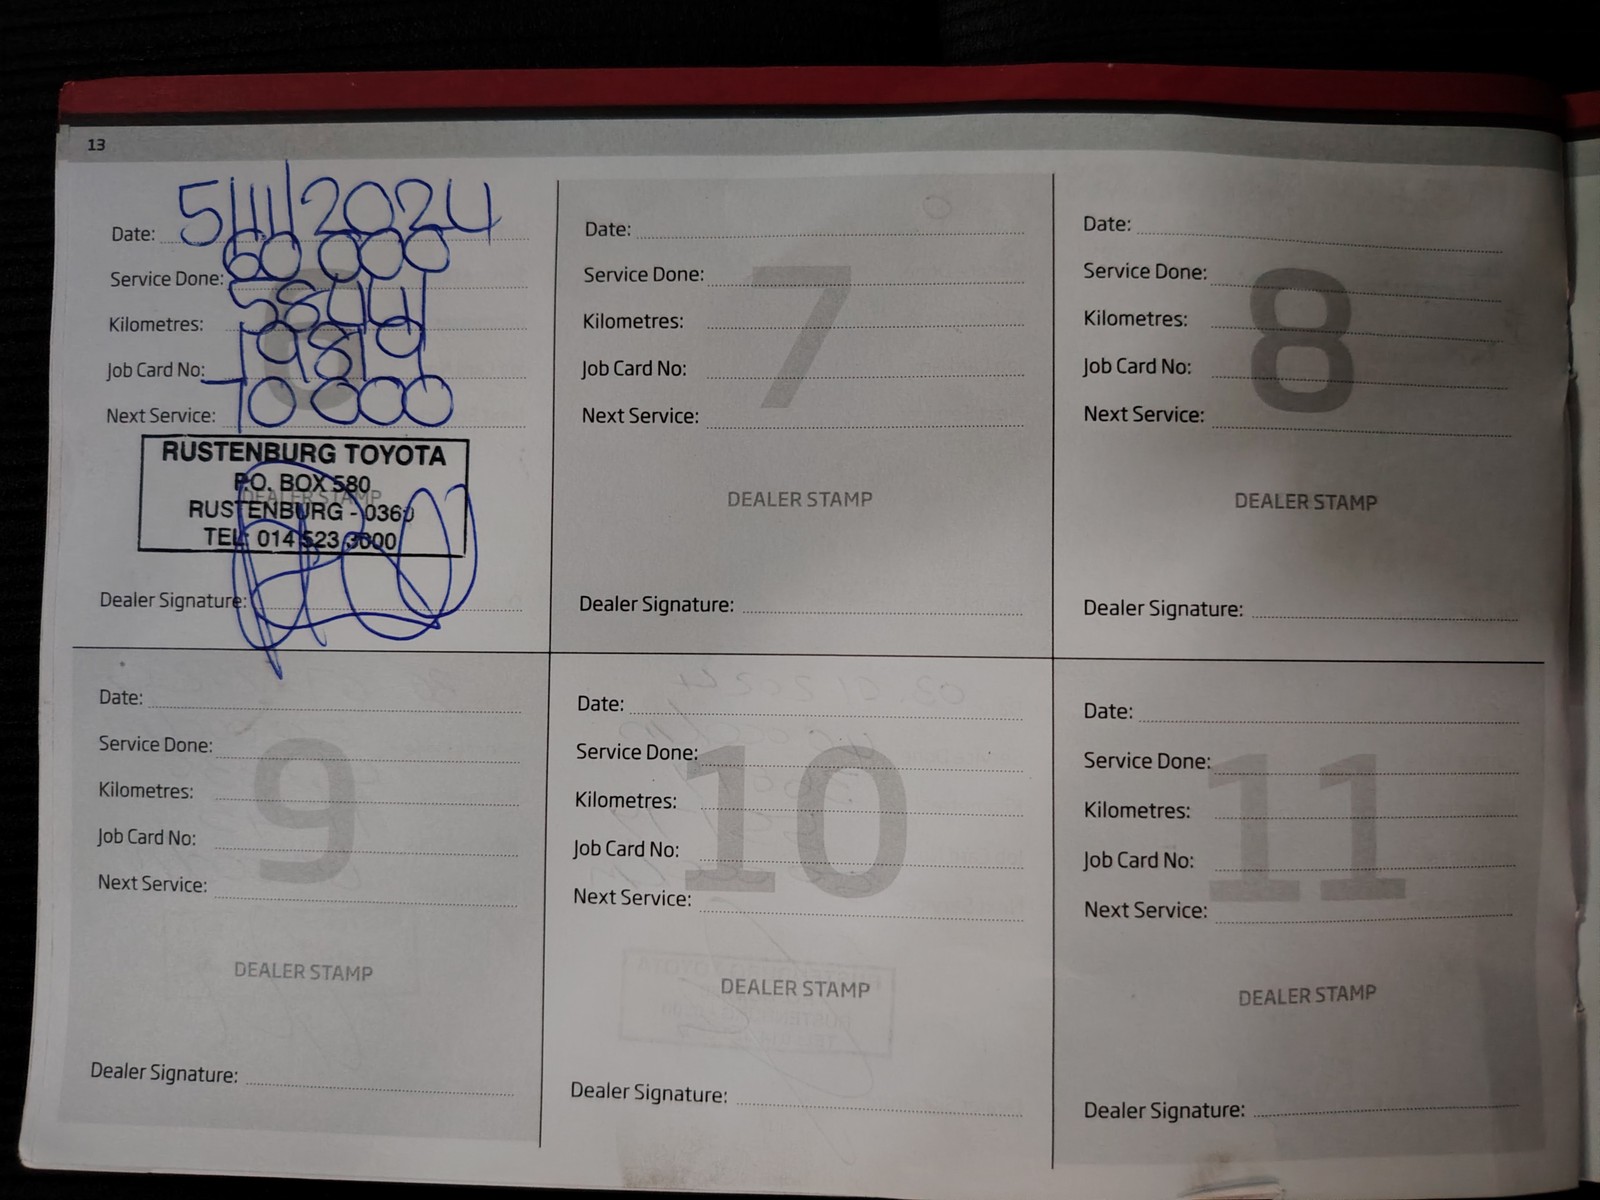 13
Date: 5/11/2024
Service Done: 60 000
Kilometres: 58441
Job Card No: 79819
Next Service: 70 000
RUSTENBURG TOYOTA
P.O. BOX 580
DEALER STAMP
RUSTENBURG - 0360
TEL: 014 523 3000
Dealer Signature:
7
Date:
Service Done:
Kilometres:
Job Card No:
Next Service:
DEALER STAMP
Dealer Signature:
8
Date:
Service Done:
Kilometres:
Job Card No:
Next Service:
DEALER STAMP
Dealer Signature:
9
Date:
Service Done:
Kilometres:
Job Card No:
Next Service:
DEALER STAMP
Dealer Signature:
10
Date:
Service Done:
Kilometres:
Job Card No:
Next Service:
DEALER STAMP
Dealer Signature:
11
Date:
Service Done:
Kilometres:
Job Card No:
Next Service:
DEALER STAMP
Dealer Signature: